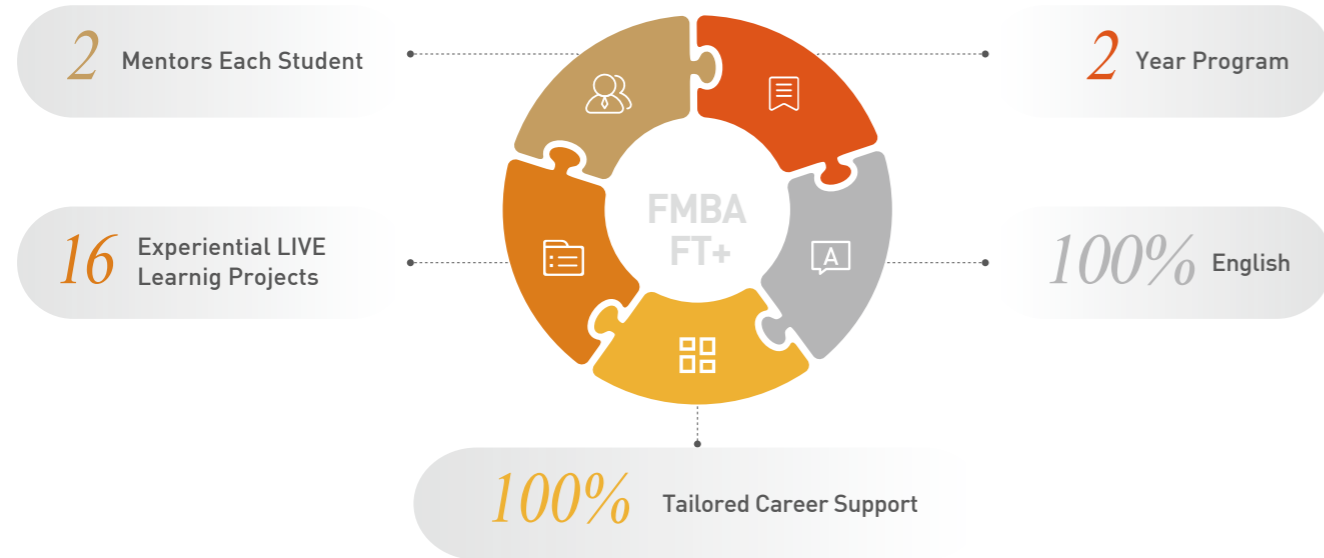 2 Mentors Each Student
2 Year Program
FMBA
FT+
16 Experiential LIVE
Learnig Projects
100% English
A
100% Tailored Career Support